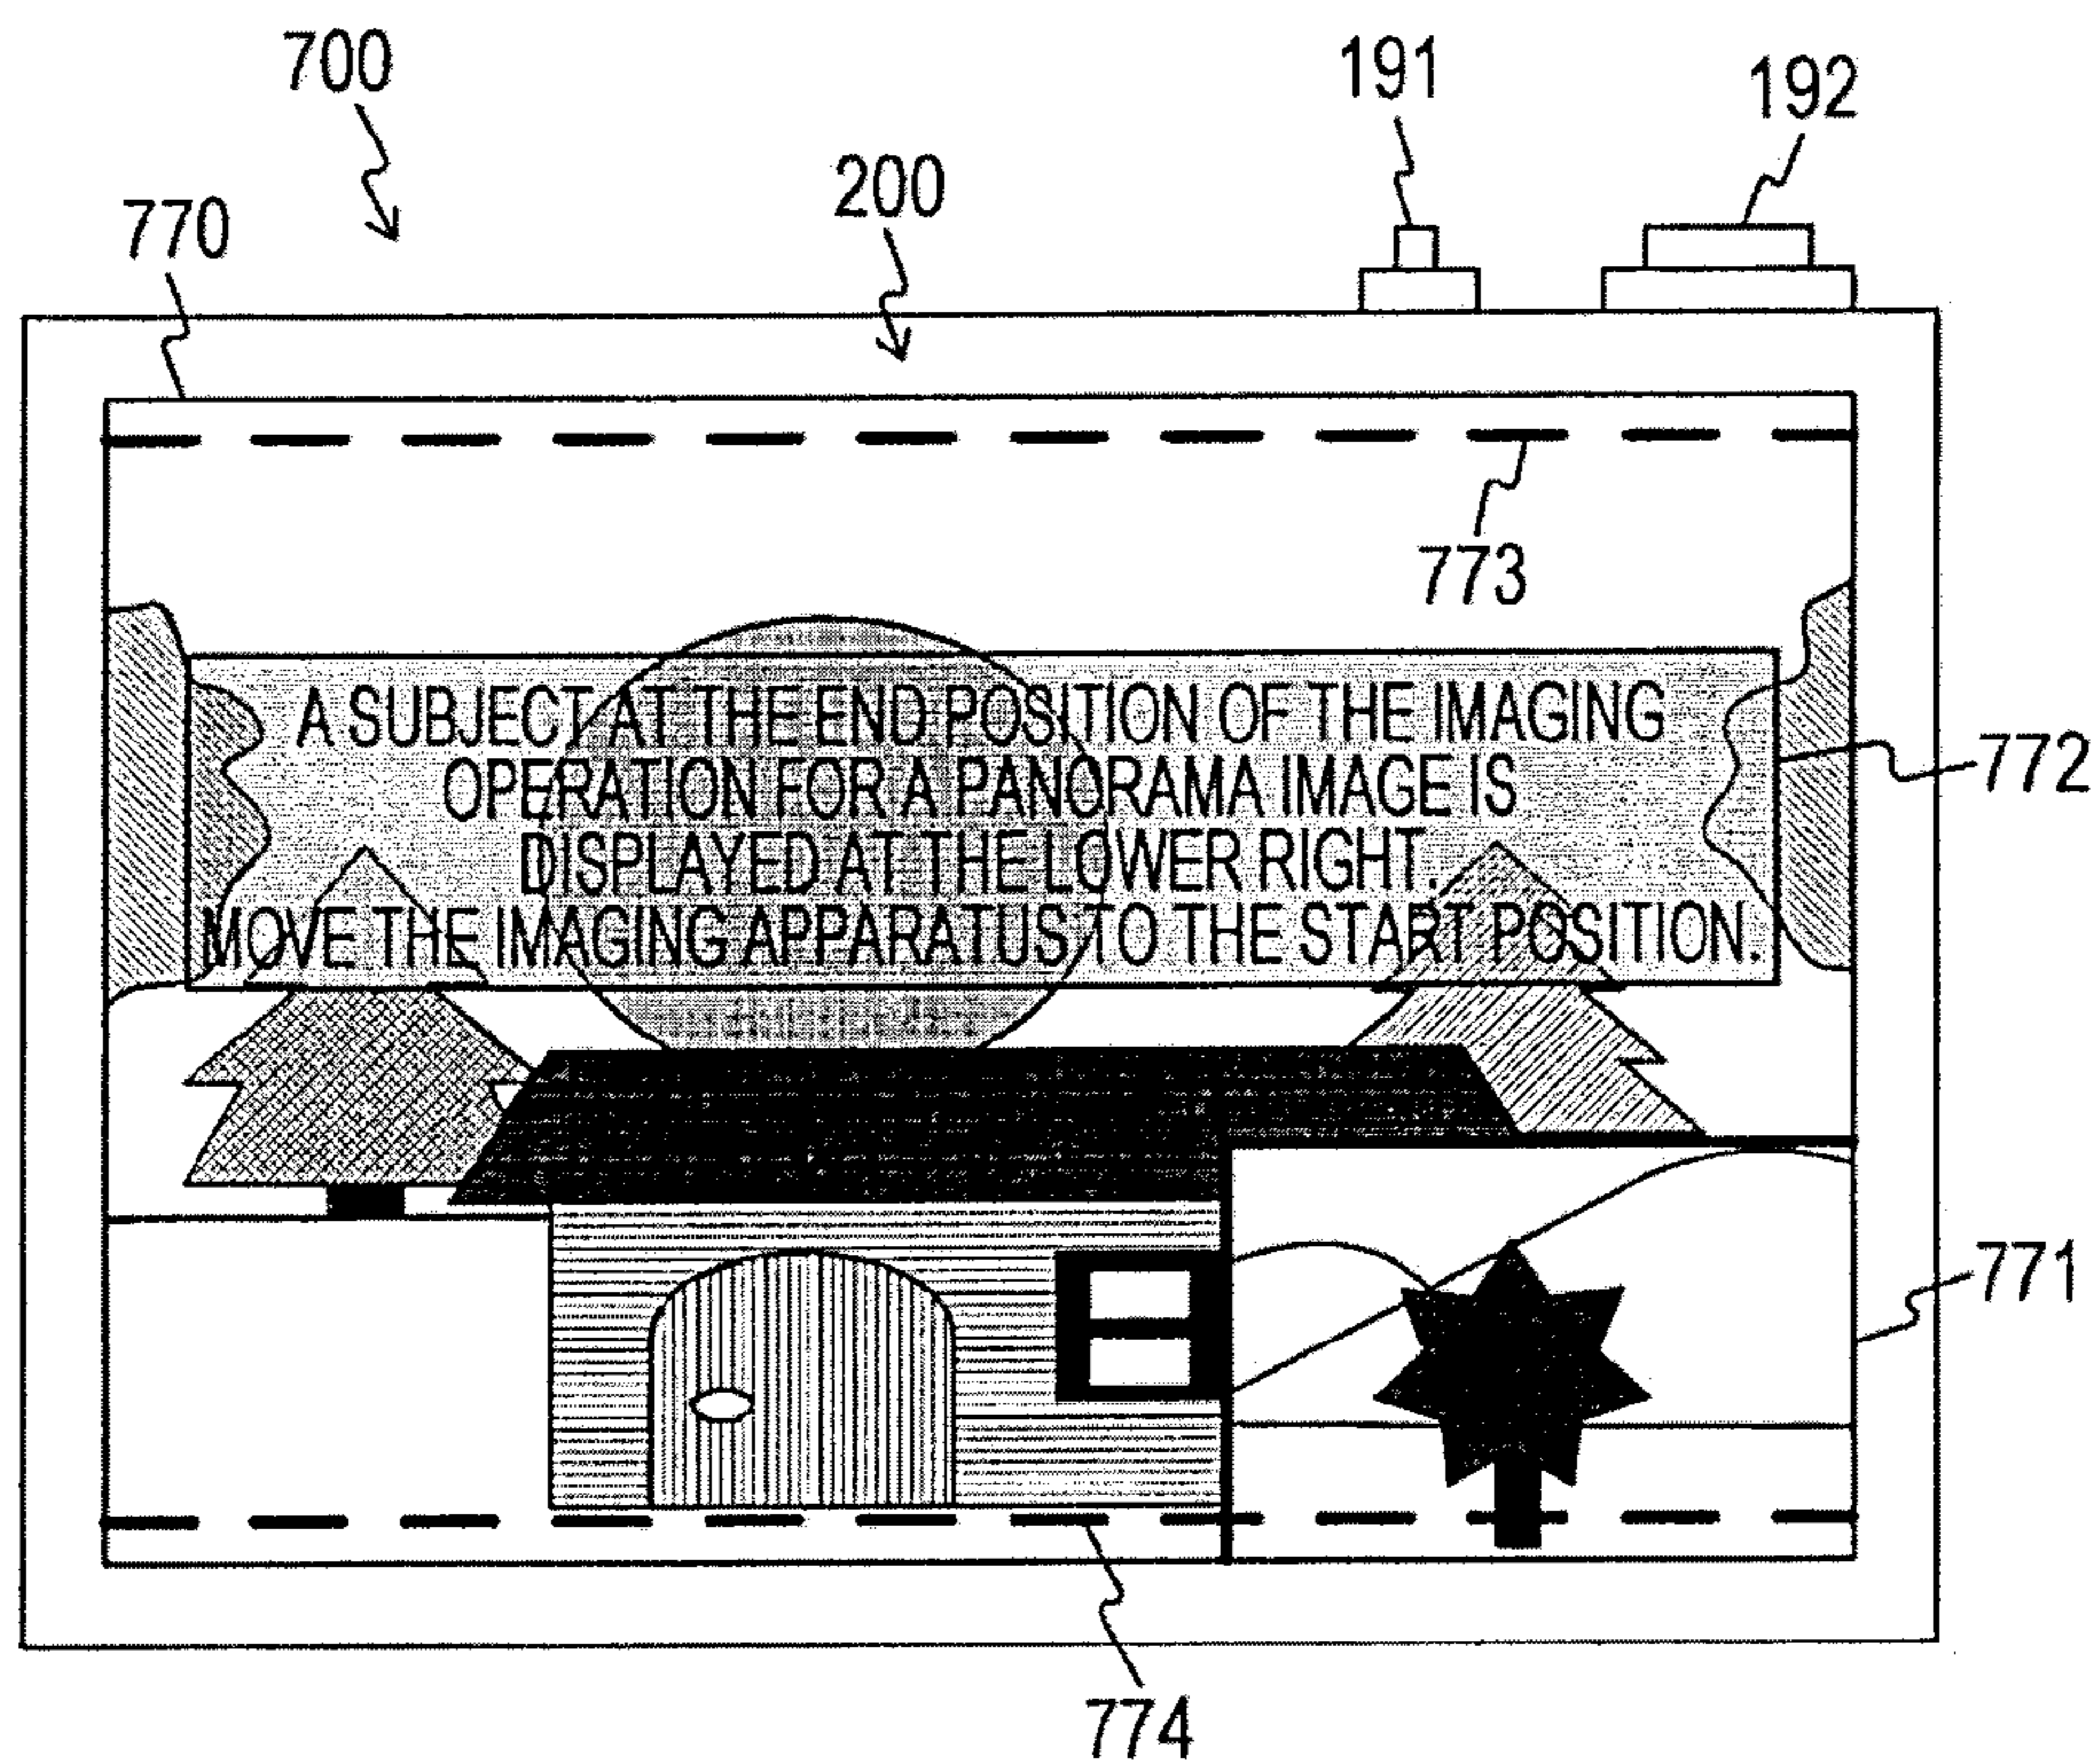 700
191
192
200
770
773
A SUBJECT AT THE END POSITION OF THE IMAGING
OPERATION FOR A PANORAMA IMAGE IS
DISPLAYED AT THE LOWER RIGHT.
MOVE THE IMAGING APPARATUS TO THE START POSITION.
772
771
774